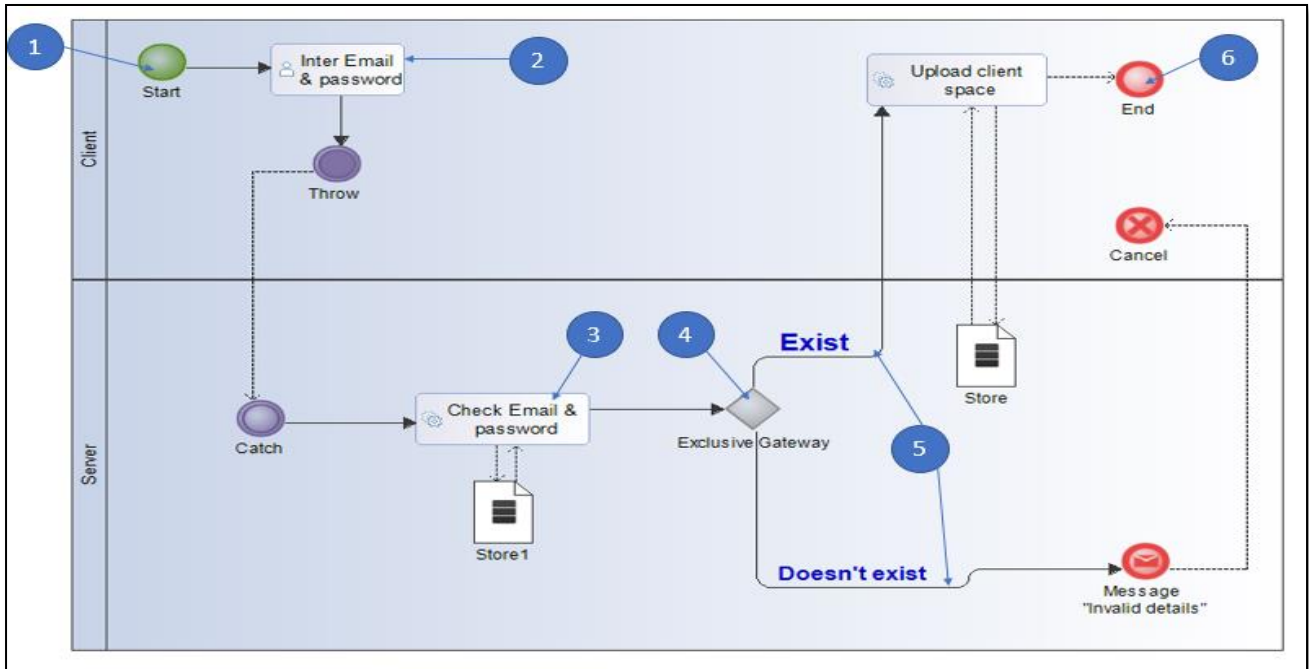 1
Start
Inter Email
& password
2
Throw
Upload client
space
6
End
Cancel
Client
3
4
Exist
Store
Catch
Check Email &
password
Exclusive Gateway
5
Store1
Doesn't exist
Message
"Invalid details"
Server